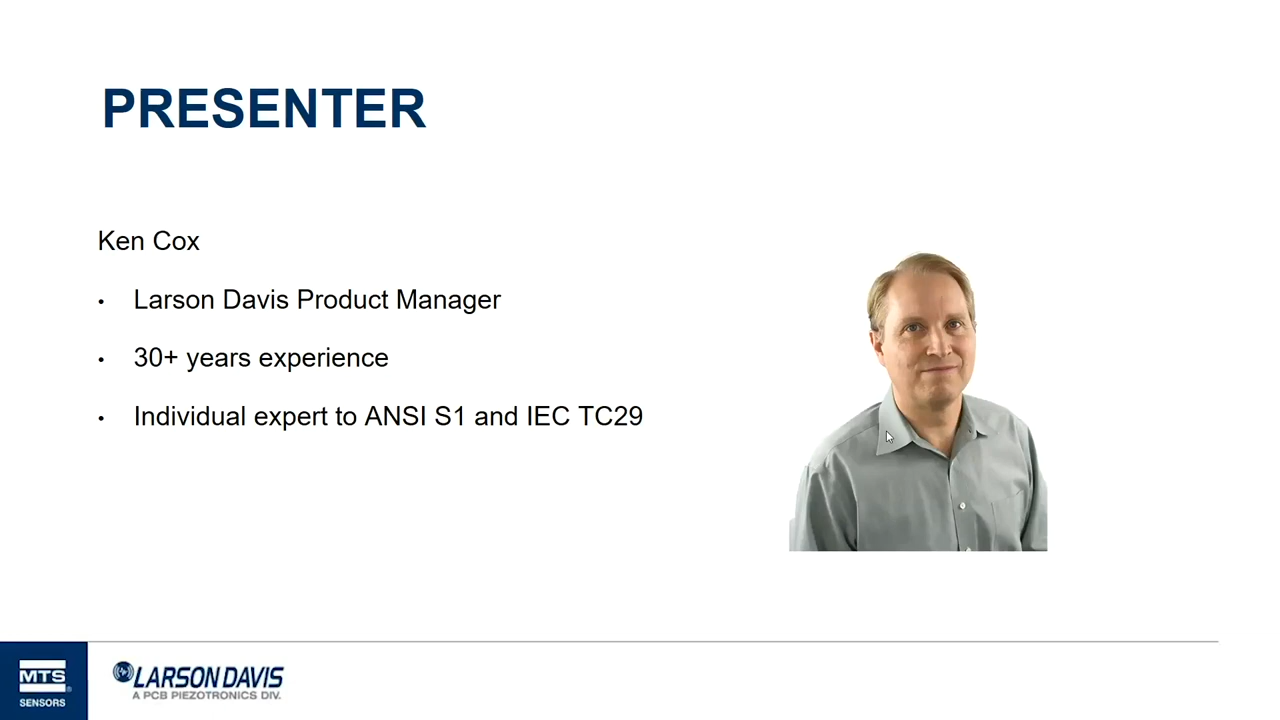 PRESENTER
Ken Cox
• Larson Davis Product Manager
• 30+ years experience
• Individual expert to ANSI S1 and IEC TC29
MTS®
SENSORS
LARSON DAVIS
A PCB PIEZOTRONICS DIV.